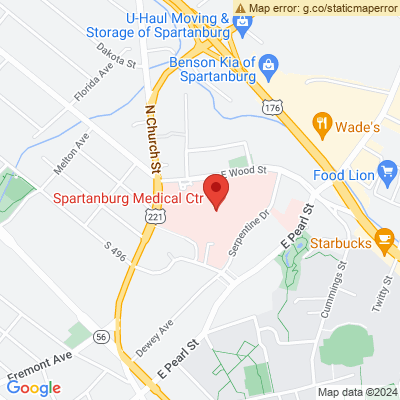 Map error: g.co/staticmaperror
U-Haul Moving &
Storage of Spartanburg
Dakota St
Benson Kia of
Spartanburg
Florida Ave
N Church St
176
Wade's
Melton Ave
E Wood St
Food Lion
Spartanburg Medical Ctr
221
E Pearl St
Serpentine Dr
Starbucks
S 496
Cummings St
Twitty St
Dewey Ave
56
E Pearl St
Fremont Ave
Google
Map data ©2024